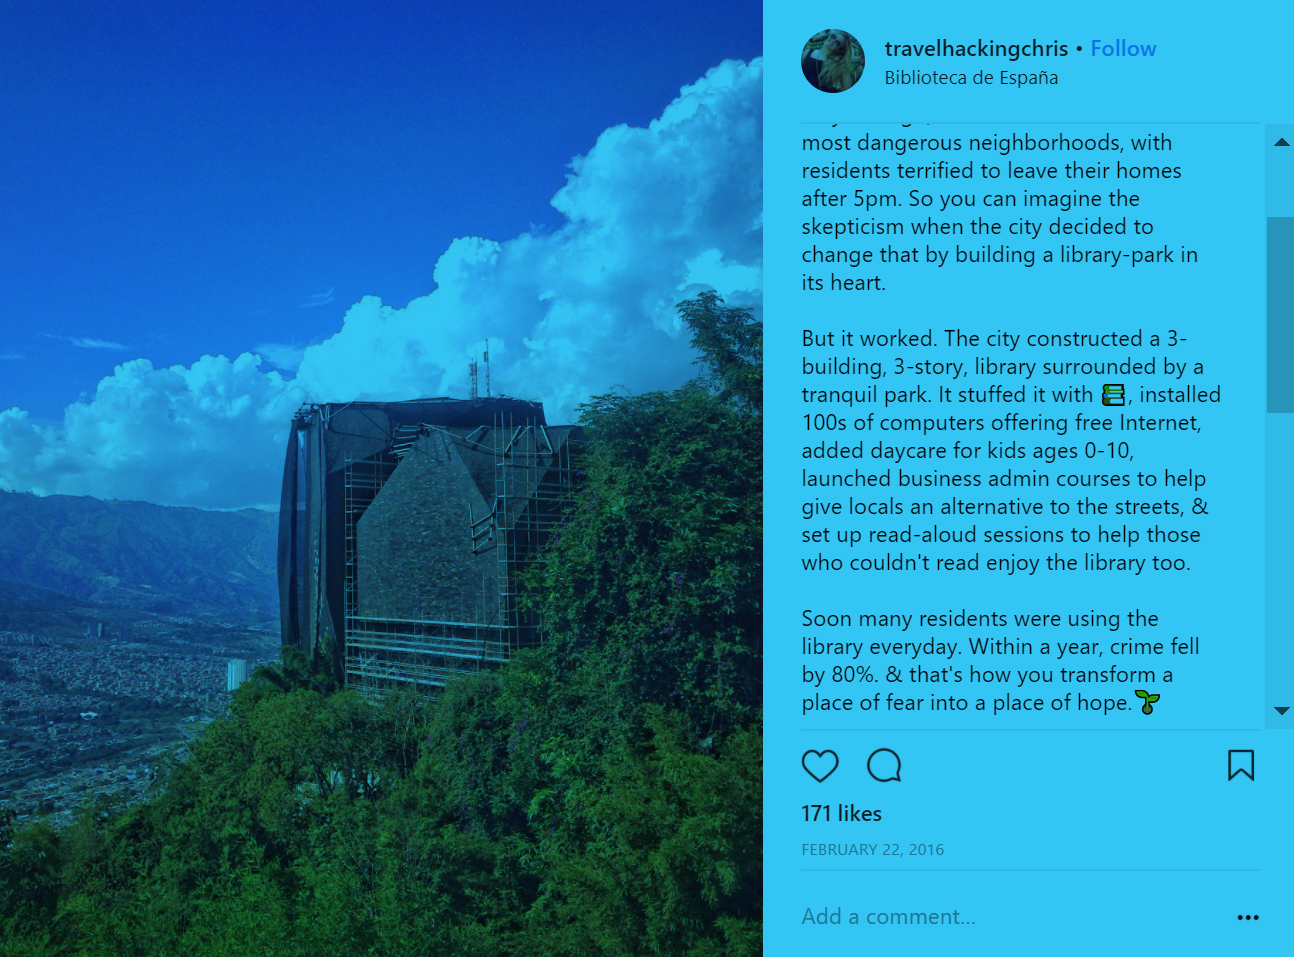 travelhackingchris • Follow
Biblioteca de España
most dangerous neighborhoods, with
residents terrified to leave their homes
after 5pm. So you can imagine the
skepticism when the city decided to
change that by building a library-park in
its heart.
But it worked. The city constructed a 3-
building, 3-story, library surrounded by a
tranquil park. It stuffed it with 📚, installed
100s of computers offering free Internet,
added daycare for kids ages 0-10,
launched business admin courses to help
give locals an alternative to the streets, &
set up read-aloud sessions to help those
who couldn't read enjoy the library too.
Soon many residents were using the
library everyday. Within a year, crime fell
by 80%. & that's how you transform a
place of fear into a place of hope.🌱
171 likes
FEBRUARY 22, 2016
Add a comment...